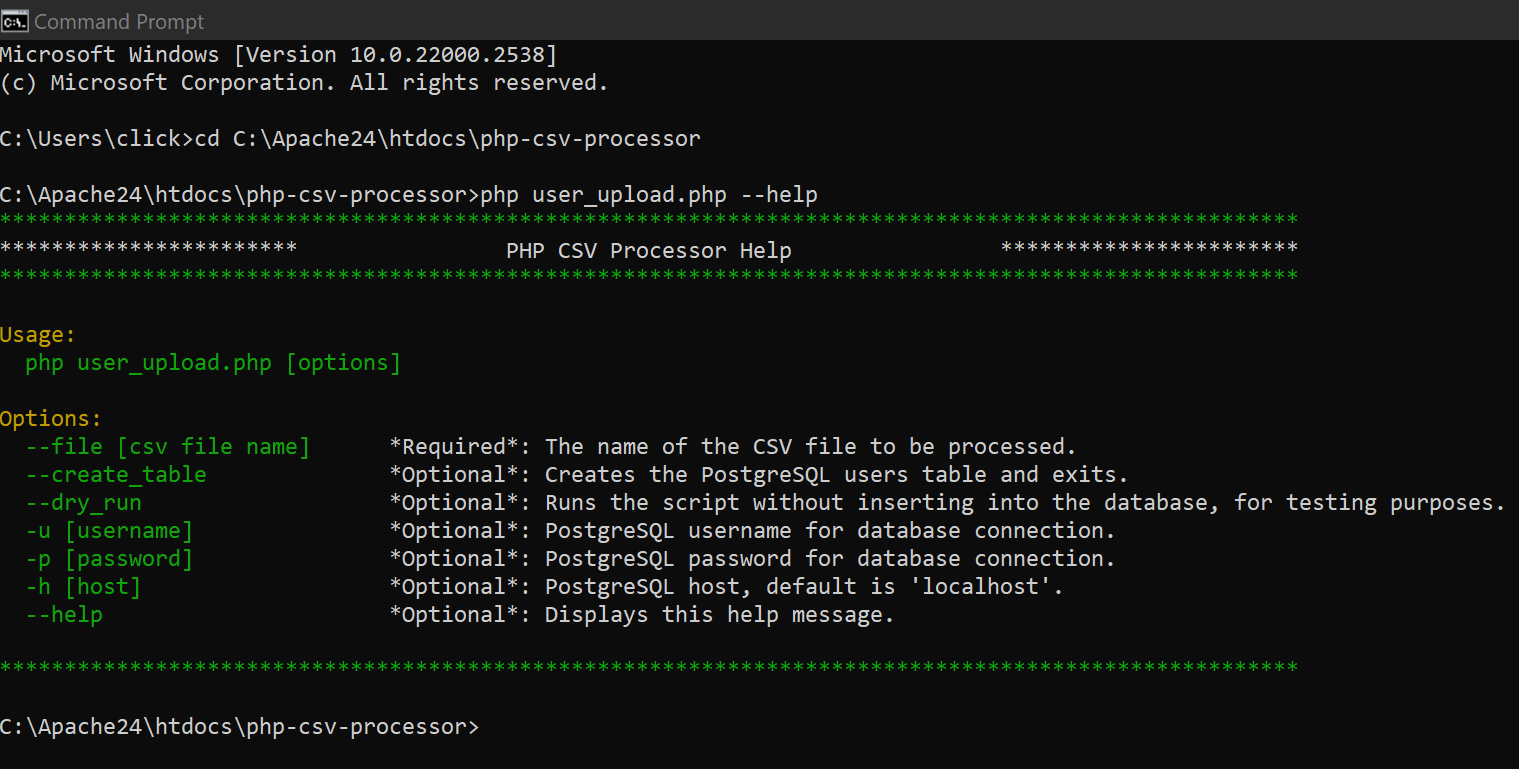 Command Prompt
Microsoft Windows [Version 10.0.22000.2538]
(c) Microsoft Corporation. All rights reserved.
C:\Users\click>cd C:\Apache24\htdocs\php-csv-processor
C:\Apache24\htdocs\php-csv-processor>php user_upload.php --help
****************************************************************************************************
***********************                PHP CSV Processor Help                ***********************
****************************************************************************************************
Usage:
  php user_upload.php [options]
Options:
  --file [csv file name]      *Required*: The name of the CSV file to be processed.
  --create_table              *Optional*: Creates the PostgreSQL users table and exits.
  --dry_run                   *Optional*: Runs the script without inserting into the database, for testing purposes.
  -u [username]               *Optional*: PostgreSQL username for database connection.
  -p [password]               *Optional*: PostgreSQL password for database connection.
  -h [host]                   *Optional*: PostgreSQL host, default is 'localhost'.
  --help                      *Optional*: Displays this help message.
****************************************************************************************************
C:\Apache24\htdocs\php-csv-processor>